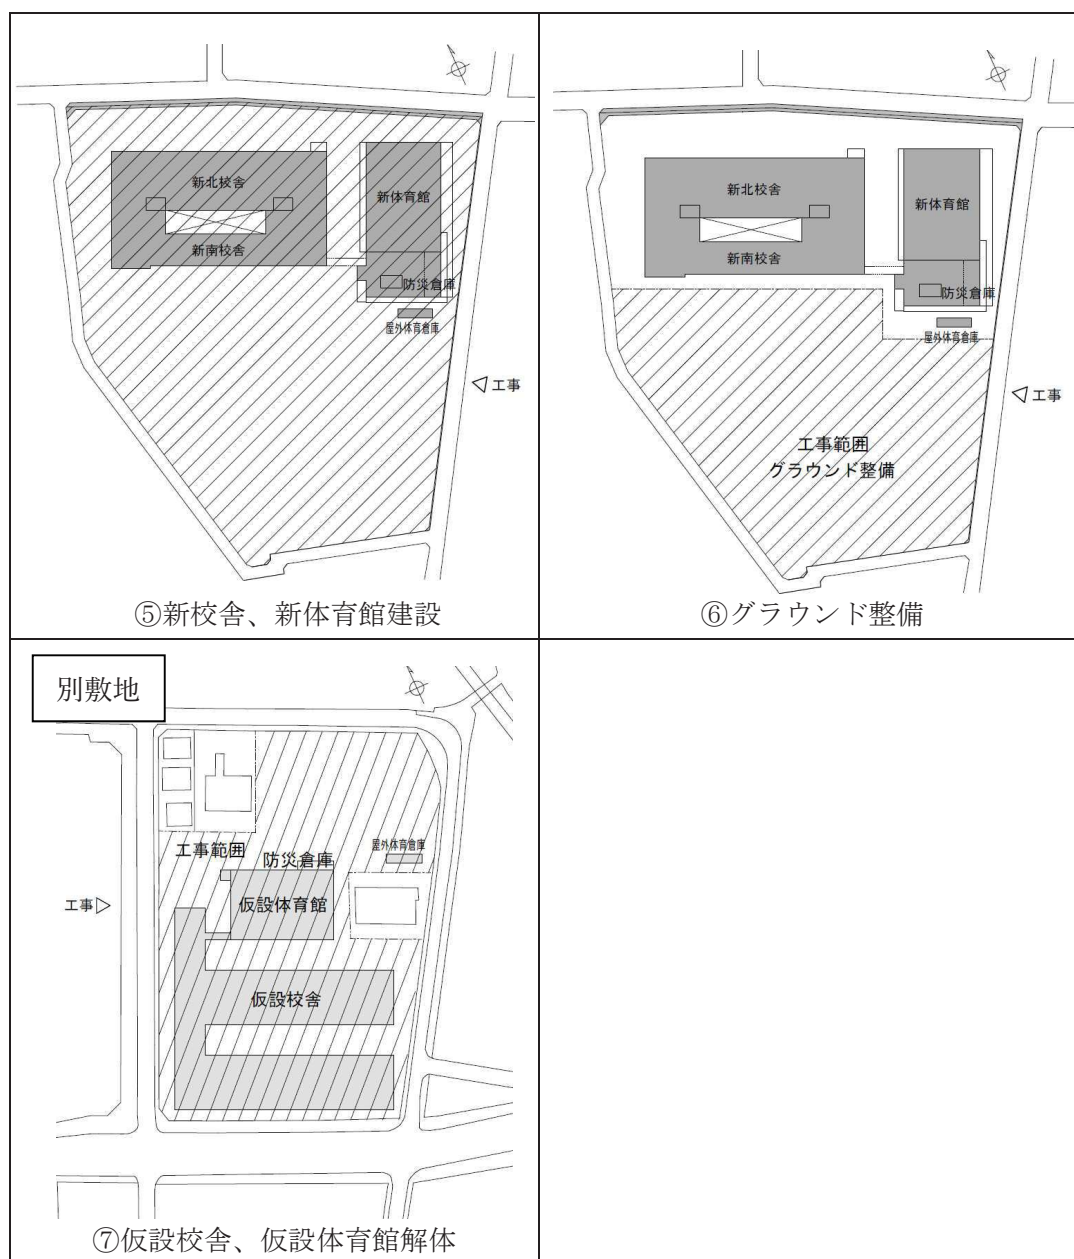 新北校舎
新体育館
新南校舎
防災倉庫
屋外体育倉庫
◁工事
⑤新校舎、新体育館建設
新北校舎
新体育館
新南校舎
防災倉庫
屋外体育倉庫
◁工事
工事範囲
グラウンド整備
⑥グラウンド整備
別敷地
工事範囲
防災倉庫
屋外体育倉庫
工事▷
仮設体育館
仮設校舎
⑦仮設校舎、仮設体育館解体